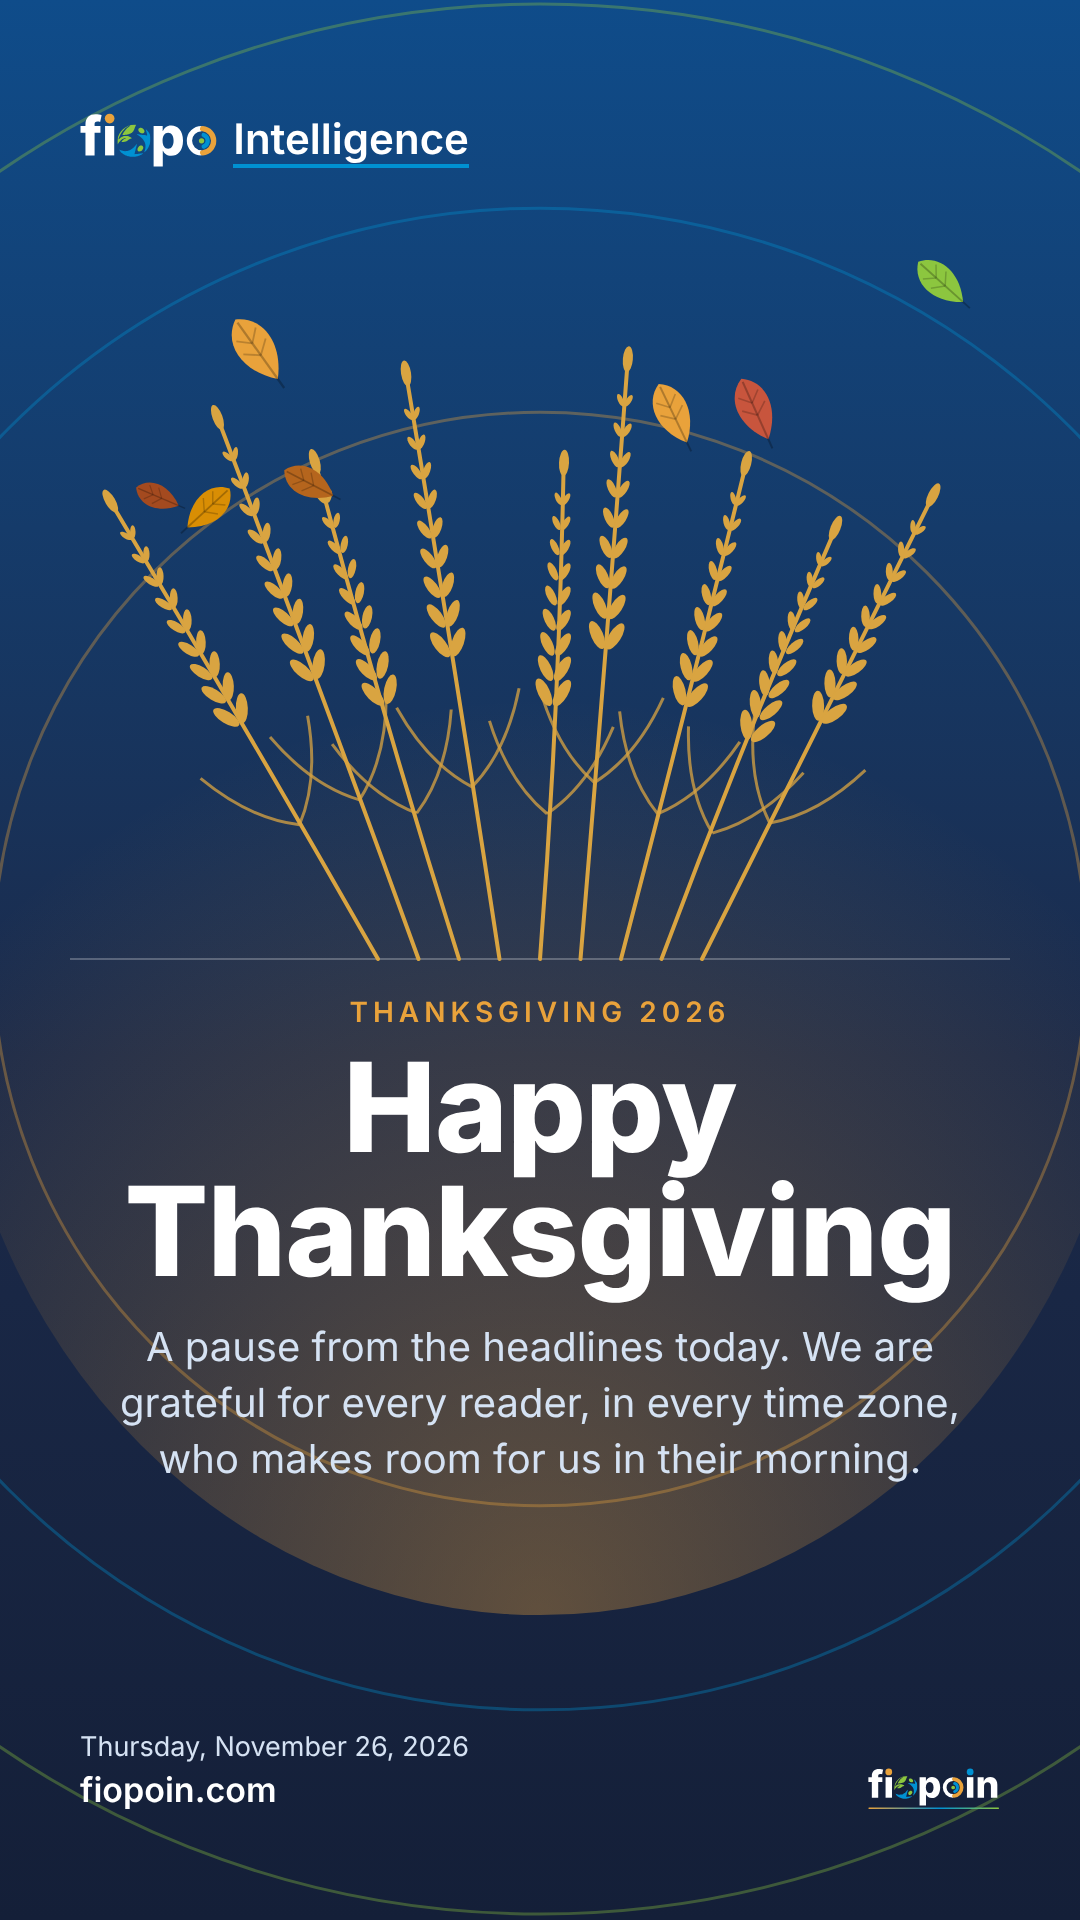 fiopo Intelligence
THANKSGIVING 2026
Happy
Thanksgiving
A pause from the headlines today. We are
grateful for every reader, in every time zone,
who makes room for us in their morning.
Thursday, November 26, 2026
fiopoin.com
fiopoin